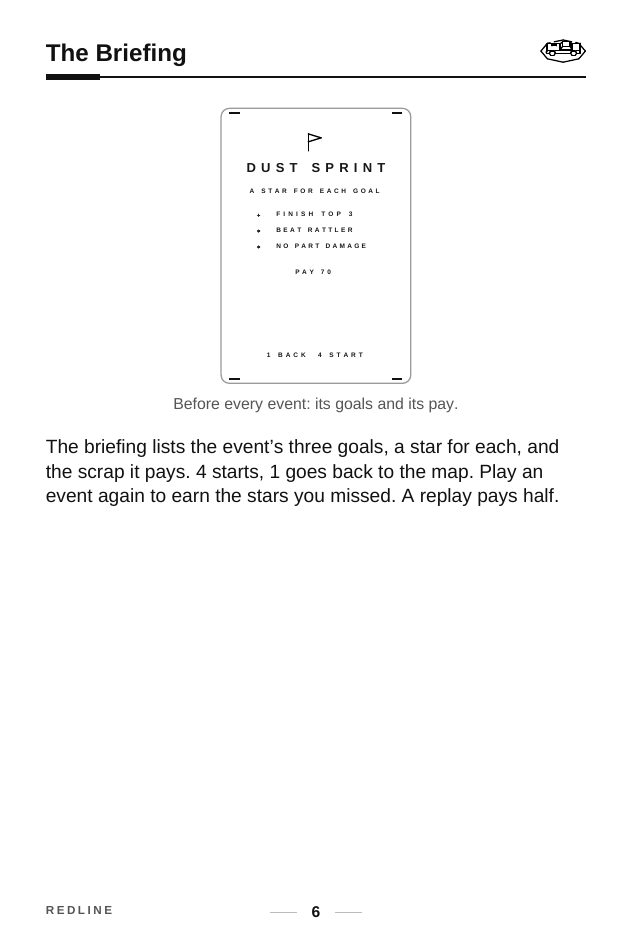 The Briefing
DUST SPRINT
A STAR FOR EACH GOAL
FINISH TOP 3
BEAT RATTLER
NO PART DAMAGE
PAY 70
1 BACK 4 START
Before every event: its goals and its pay.
The briefing lists the event’s three goals, a star for each, and
the scrap it pays. 4 starts, 1 goes back to the map. Play an
event again to earn the stars you missed. A replay pays half.
REDLINE
6